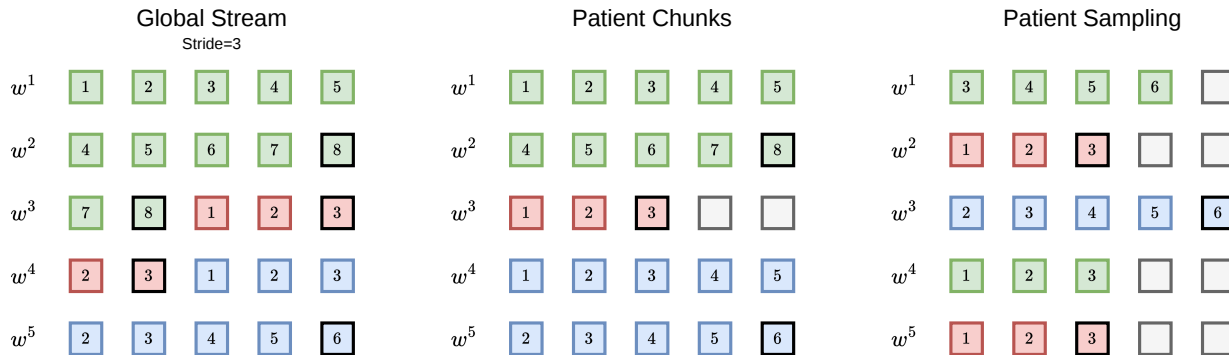 Global Stream
Stride=3
w¹ 1 2 3 4 5
w² 4 5 6 7 8
w³ 7 8 1 2 3
w⁴ 2 3 1 2 3
w⁵ 2 3 4 5 6
Patient Chunks
w¹ 1 2 3 4 5
w² 4 5 6 7 8
w³ 1 2 3
w⁴ 1 2 3 4 5
w⁵ 2 3 4 5 6
Patient Sampling
w¹ 3 4 5 6
w² 1 2 3
w³ 2 3 4 5 6
w⁴ 1 2 3
w⁵ 1 2 3